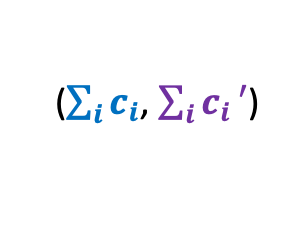 (∑ᵢ cᵢ, ∑ᵢ cᵢ ′)